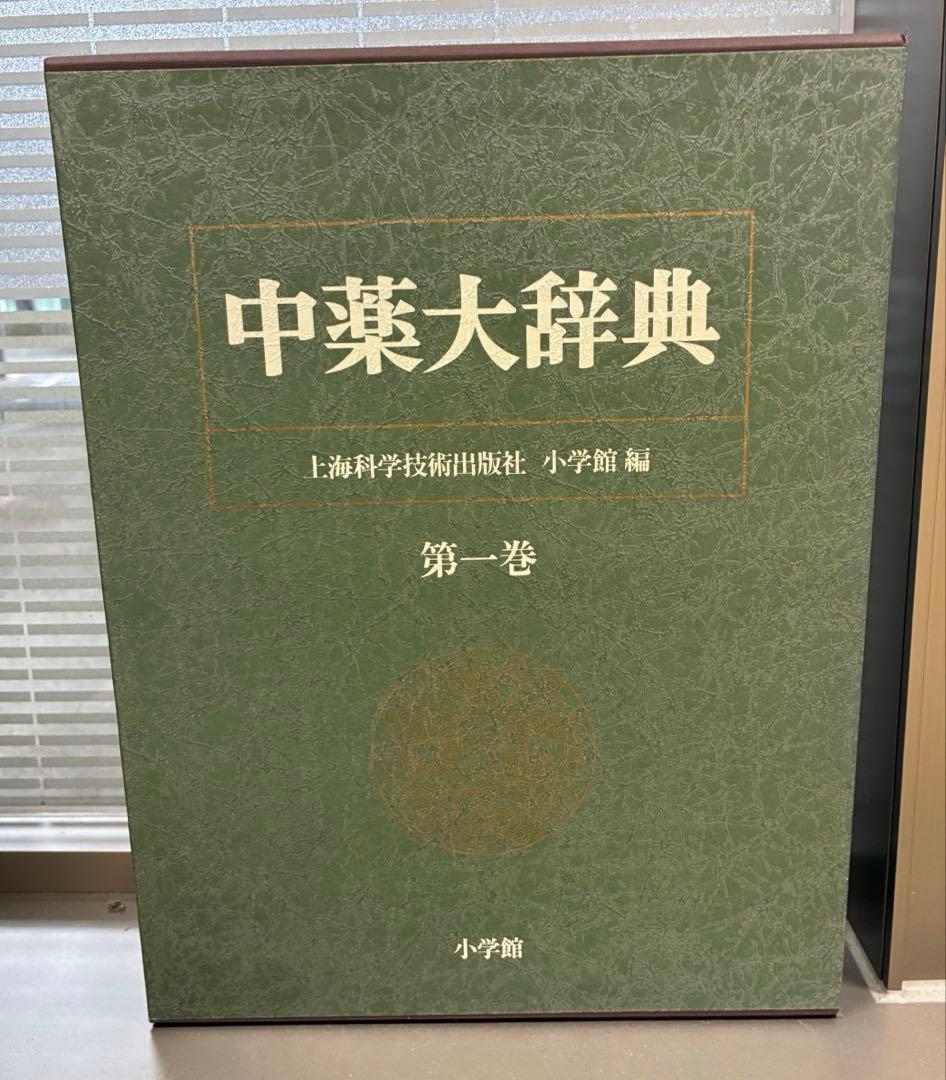 中薬大辞典
上海科学技術出版社 小学館 編
第一巻
小学館